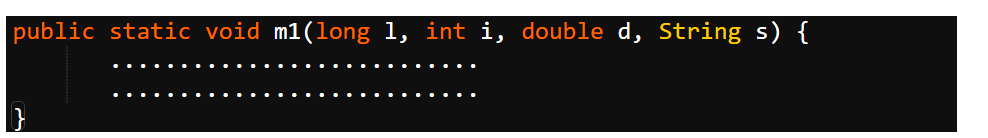 public static void m1(long l, int i, double d, String s) {
...........................
...........................
}